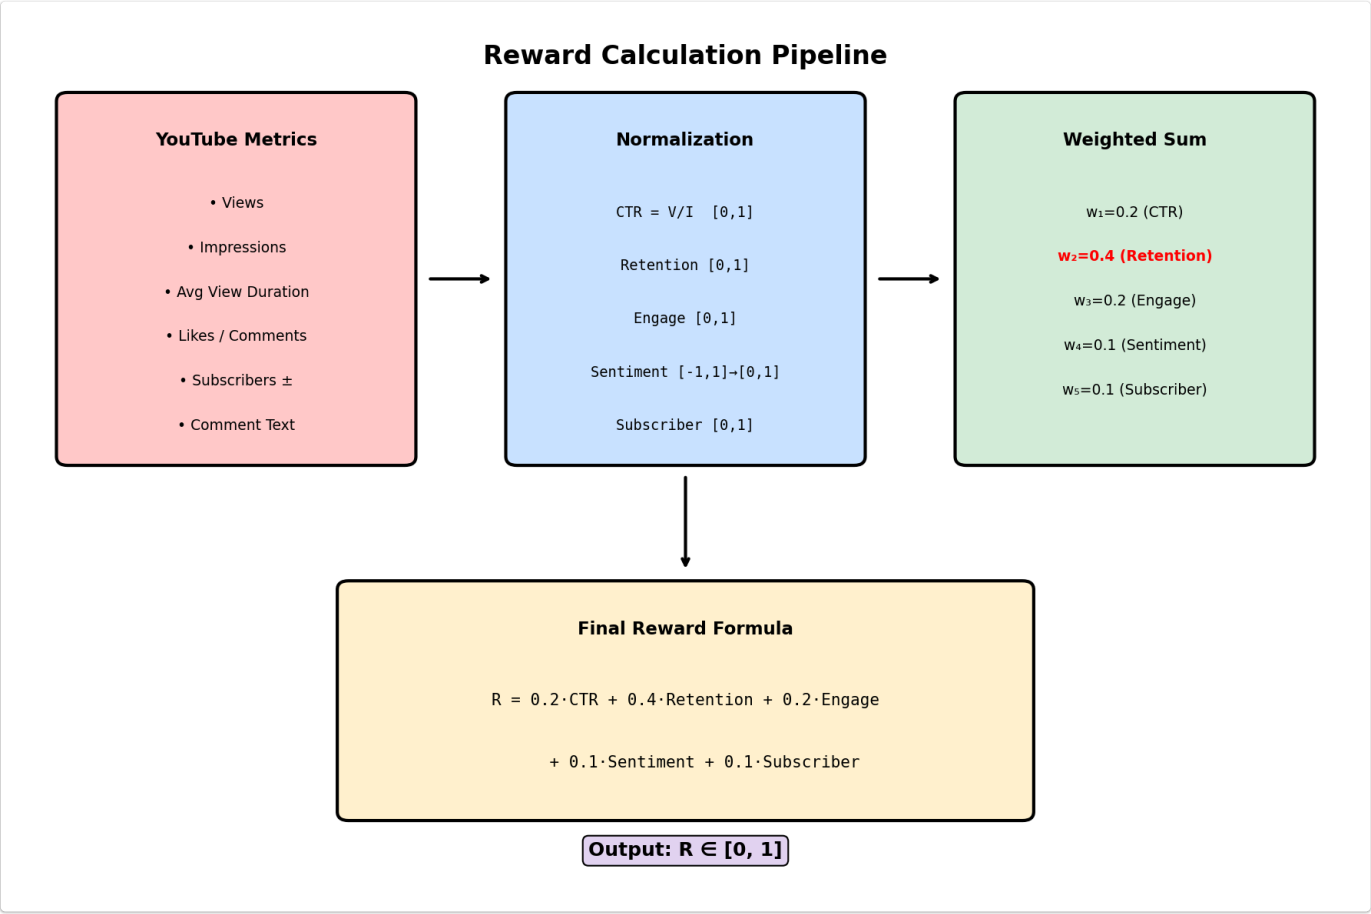 Reward Calculation Pipeline
YouTube Metrics
• Views
• Impressions
• Avg View Duration
• Likes / Comments
• Subscribers ±
• Comment Text
Normalization
CTR = V/I  [0,1]
Retention [0,1]
Engage [0,1]
Sentiment [-1,1]→[0,1]
Subscriber [0,1]
Weighted Sum
w₁=0.2 (CTR)
w₂=0.4 (Retention)
w₃=0.2 (Engage)
w₄=0.1 (Sentiment)
w₅=0.1 (Subscriber)
Final Reward Formula
R = 0.2·CTR + 0.4·Retention + 0.2·Engage
+ 0.1·Sentiment + 0.1·Subscriber
Output: R ∈ [0, 1]